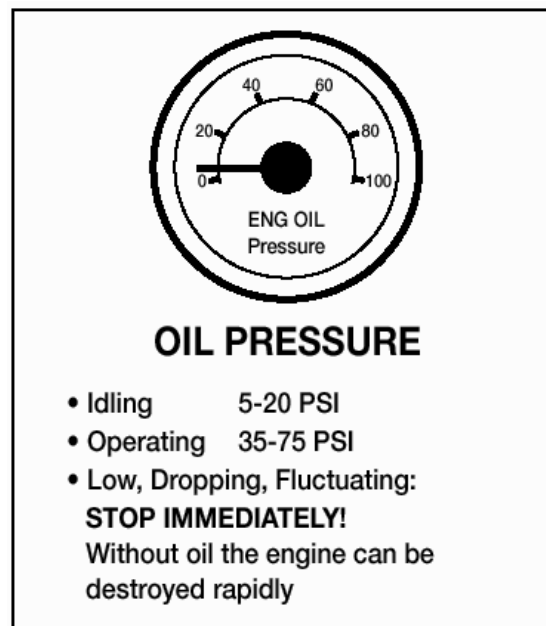 40 60
20 80
0 100
ENG OIL
Pressure
OIL PRESSURE
• Idling 5-20 PSI
• Operating 35-75 PSI
• Low, Dropping, Fluctuating:
STOP IMMEDIATELY!
Without oil the engine can be
destroyed rapidly